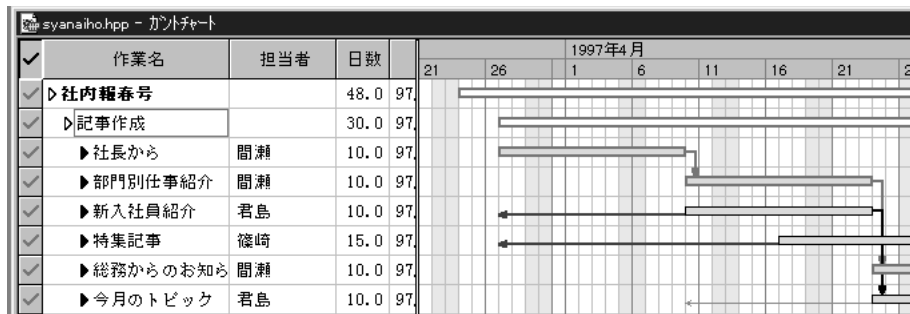 syanaiho.hpp - ガントチャート
作業名 担当者 日数 1997年4月
21 26 1 6 11 16 21 2
社内報春号 48.0 97.
記事作成 30.0 97.
社長から 間瀬 10.0 97.
部門別仕事紹介 間瀬 10.0 97.
新入社員紹介 君島 10.0 97.
特集記事 篠崎 15.0 97.
総務からのお知ら 間瀬 10.0 97.
今月のトピック 君島 10.0 97.